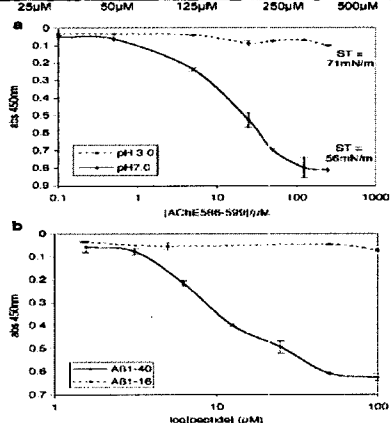 25µM 50µM 125µM 250µM 500µM
a
0
0.1
0.2
0.3
0.4
0.5
0.6
0.7
0.8
0.9
abs 450nm
ST =
71mN/m
ST =
56mN/m
pH 3.0
pH7.0
0.1 1 10 100 1000
[AChE586-599]/µM
b
0
0.1
0.2
0.3
0.4
0.5
0.6
0.7
abs 450nm
Aß1-40
Aß1-16
1 10 100
log[peptide] (µM)